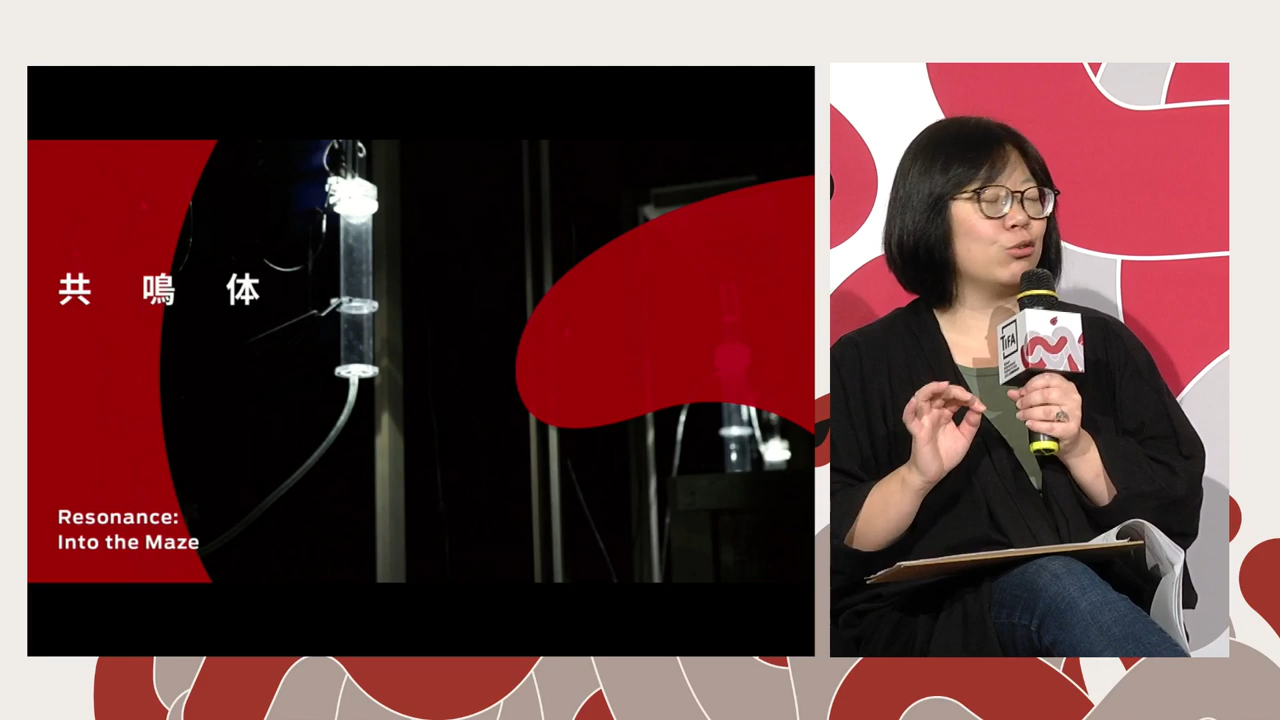 共鳴体
Resonance:
Into the Maze
TIFA